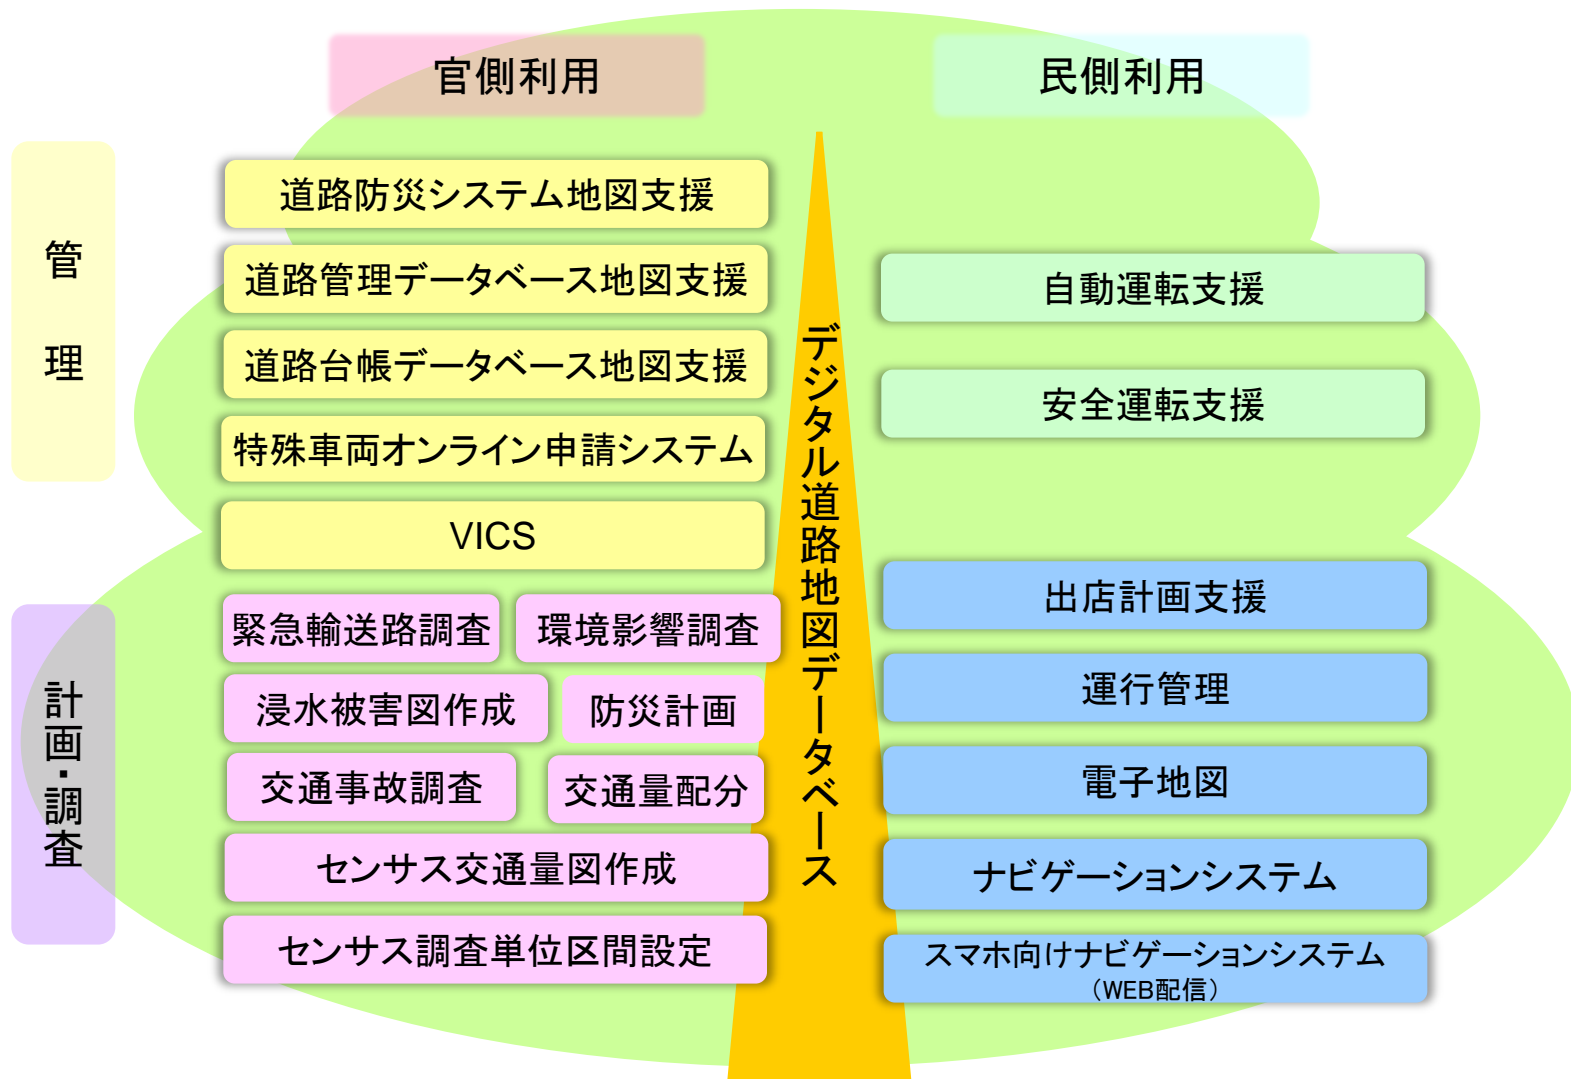 官側利用
民側利用
管理
道路防災システム地図支援
道路管理データベース地図支援
道路台帳データベース地図支援
特殊車両オンライン申請システム
VICS
計画・調査
緊急輸送路調査
環境影響調査
浸水被害図作成
防災計画
交通事故調査
交通量配分
センサス交通量図作成
センサス調査単位区間設定
デジタル道路地図データベース
自動運転支援
安全運転支援
出店計画支援
運行管理
電子地図
ナビゲーションシステム
スマホ向けナビゲーションシステム
（WEB配信）